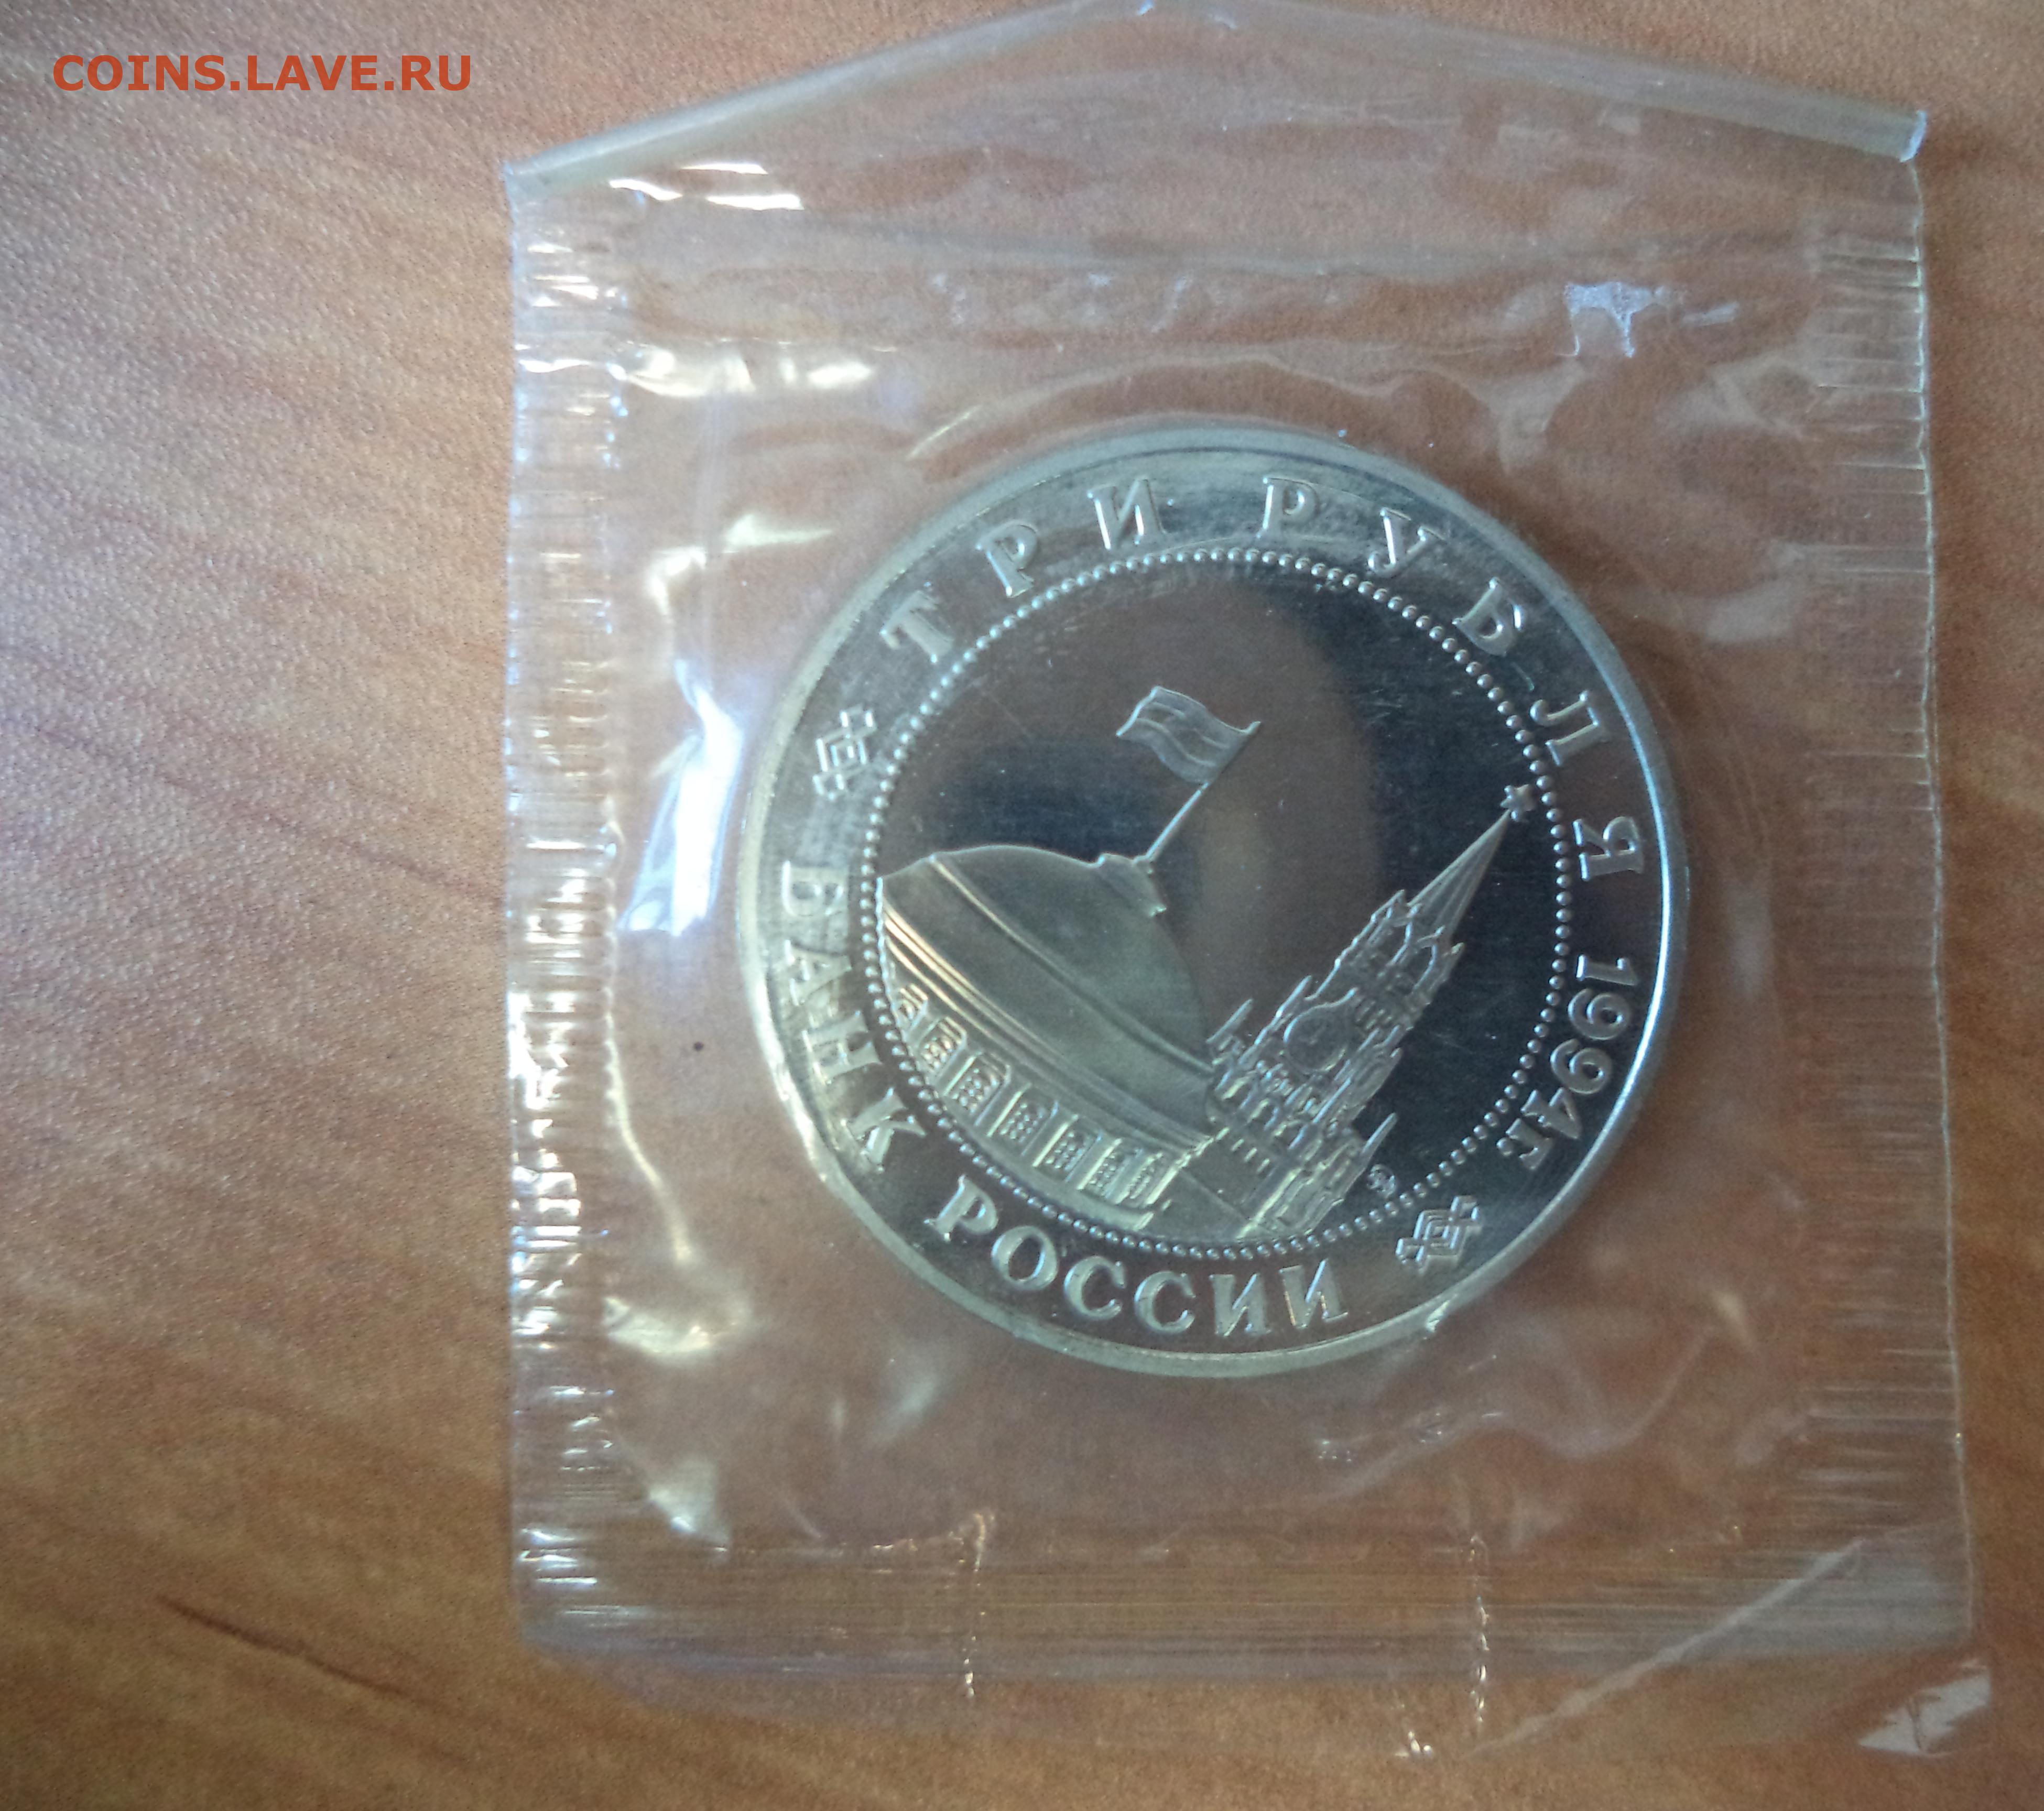 COINS.LAVE.RU
ТРИ РУБЛЯ 1994г.
БАНК РОССИИ